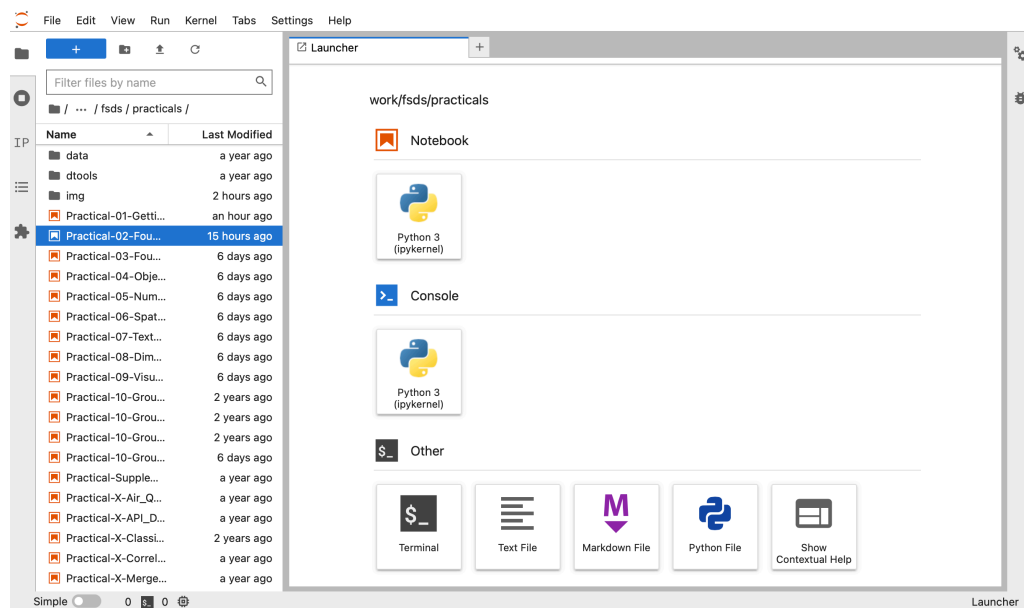 File Edit View Run Kernel Tabs Settings Help
+
Launcher
+
Filter files by name
/ ··· / fsds / practicals /
work/fsds/practicals
Name Last Modified
IP
data a year ago
dtools a year ago
img 2 hours ago
Practical-01-Getti... an hour ago
Practical-02-Fou... 15 hours ago
Practical-03-Fou... 6 days ago
Practical-04-Obje... 6 days ago
Practical-05-Num... 6 days ago
Practical-06-Spat... 6 days ago
Practical-07-Text... 6 days ago
Practical-08-Dim... 6 days ago
Practical-09-Visu... 6 days ago
Practical-10-Grou... 2 years ago
Practical-10-Grou... 2 years ago
Practical-10-Grou... 2 years ago
Practical-10-Grou... 6 days ago
Practical-Supple... a year ago
Practical-X-Air_Q... a year ago
Practical-X-API_D... a year ago
Practical-X-Classi... 2 years ago
Practical-X-Correl... a year ago
Practical-X-Merge... a year ago
Notebook
Python 3
(ipykernel)
Console
Python 3
(ipykernel)
$_ Other
$_
Terminal
Text File
M
Markdown File
Python File
Show
Contextual Help
Simple 0 $_ 0 Launcher